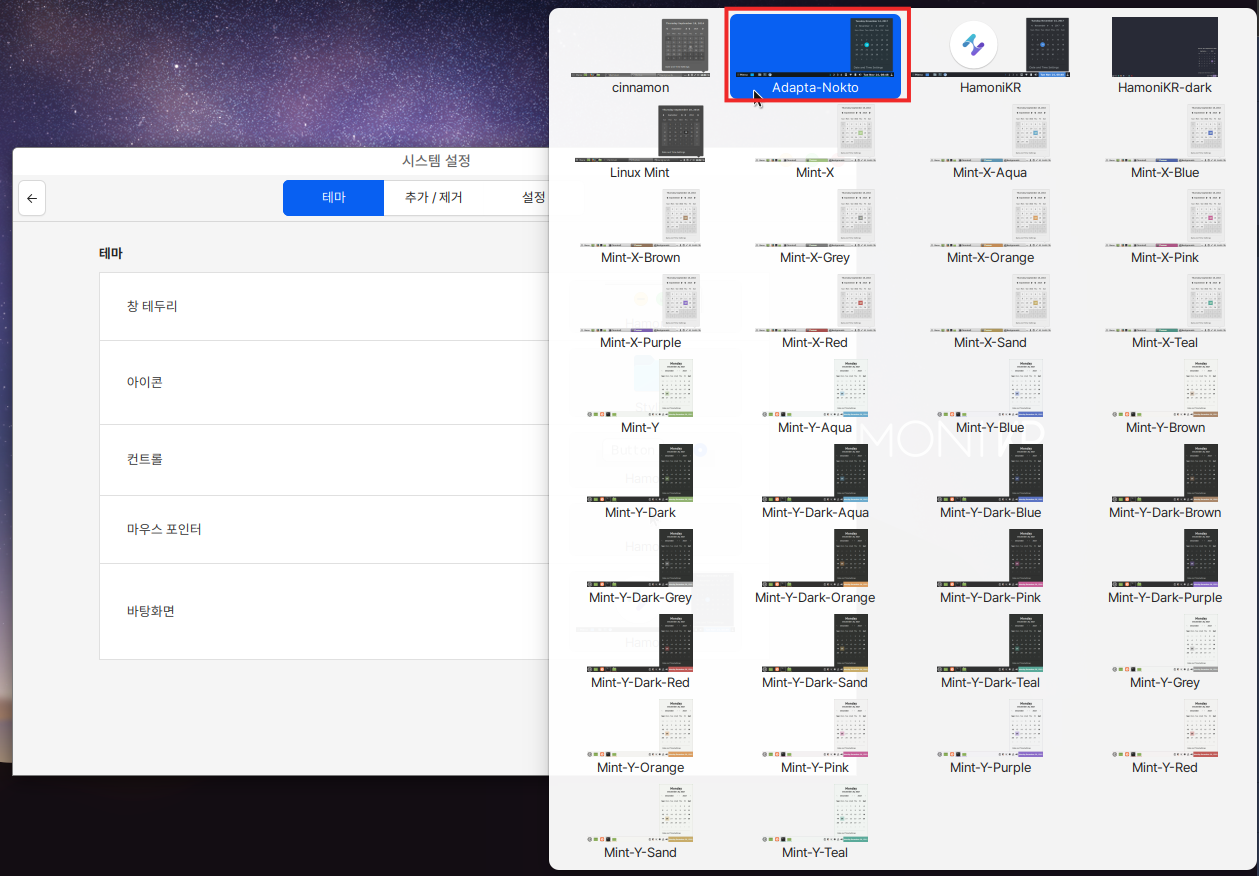 시스템 설정
테마
추가 / 제거
설정
테마
창 테두리
아이콘
컨트롤
마우스 포인터
바탕화면
cinnamon
Adapta-Nokto
HamoniKR
HamoniKR-dark
Linux Mint
Mint-X
Mint-X-Aqua
Mint-X-Blue
Mint-X-Brown
Mint-X-Grey
Mint-X-Orange
Mint-X-Pink
Mint-X-Purple
Mint-X-Red
Mint-X-Sand
Mint-X-Teal
Mint-Y
Mint-Y-Aqua
Mint-Y-Blue
Mint-Y-Brown
Mint-Y-Dark
Mint-Y-Dark-Aqua
Mint-Y-Dark-Blue
Mint-Y-Dark-Brown
Mint-Y-Dark-Grey
Mint-Y-Dark-Orange
Mint-Y-Dark-Pink
Mint-Y-Dark-Purple
Mint-Y-Dark-Red
Mint-Y-Dark-Sand
Mint-Y-Dark-Teal
Mint-Y-Grey
Mint-Y-Orange
Mint-Y-Pink
Mint-Y-Purple
Mint-Y-Red
Mint-Y-Sand
Mint-Y-Teal